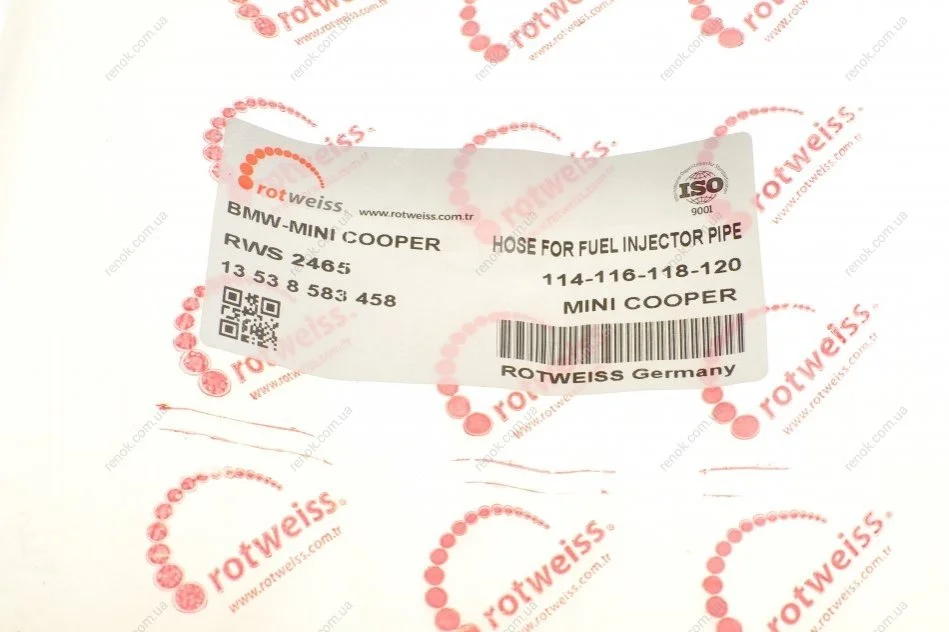 rotweiss
www.rotweiss.com.tr
BMW-MINI COOPER
RWS 2465
13 53 8 583 458
ISO
9001
HOSE FOR FUEL INJECTOR PIPE
114-116-118-120
MINI COOPER
ROTWEISS Germany
rotweiss®
www.rotweiss.com.tr
renok.com.ua